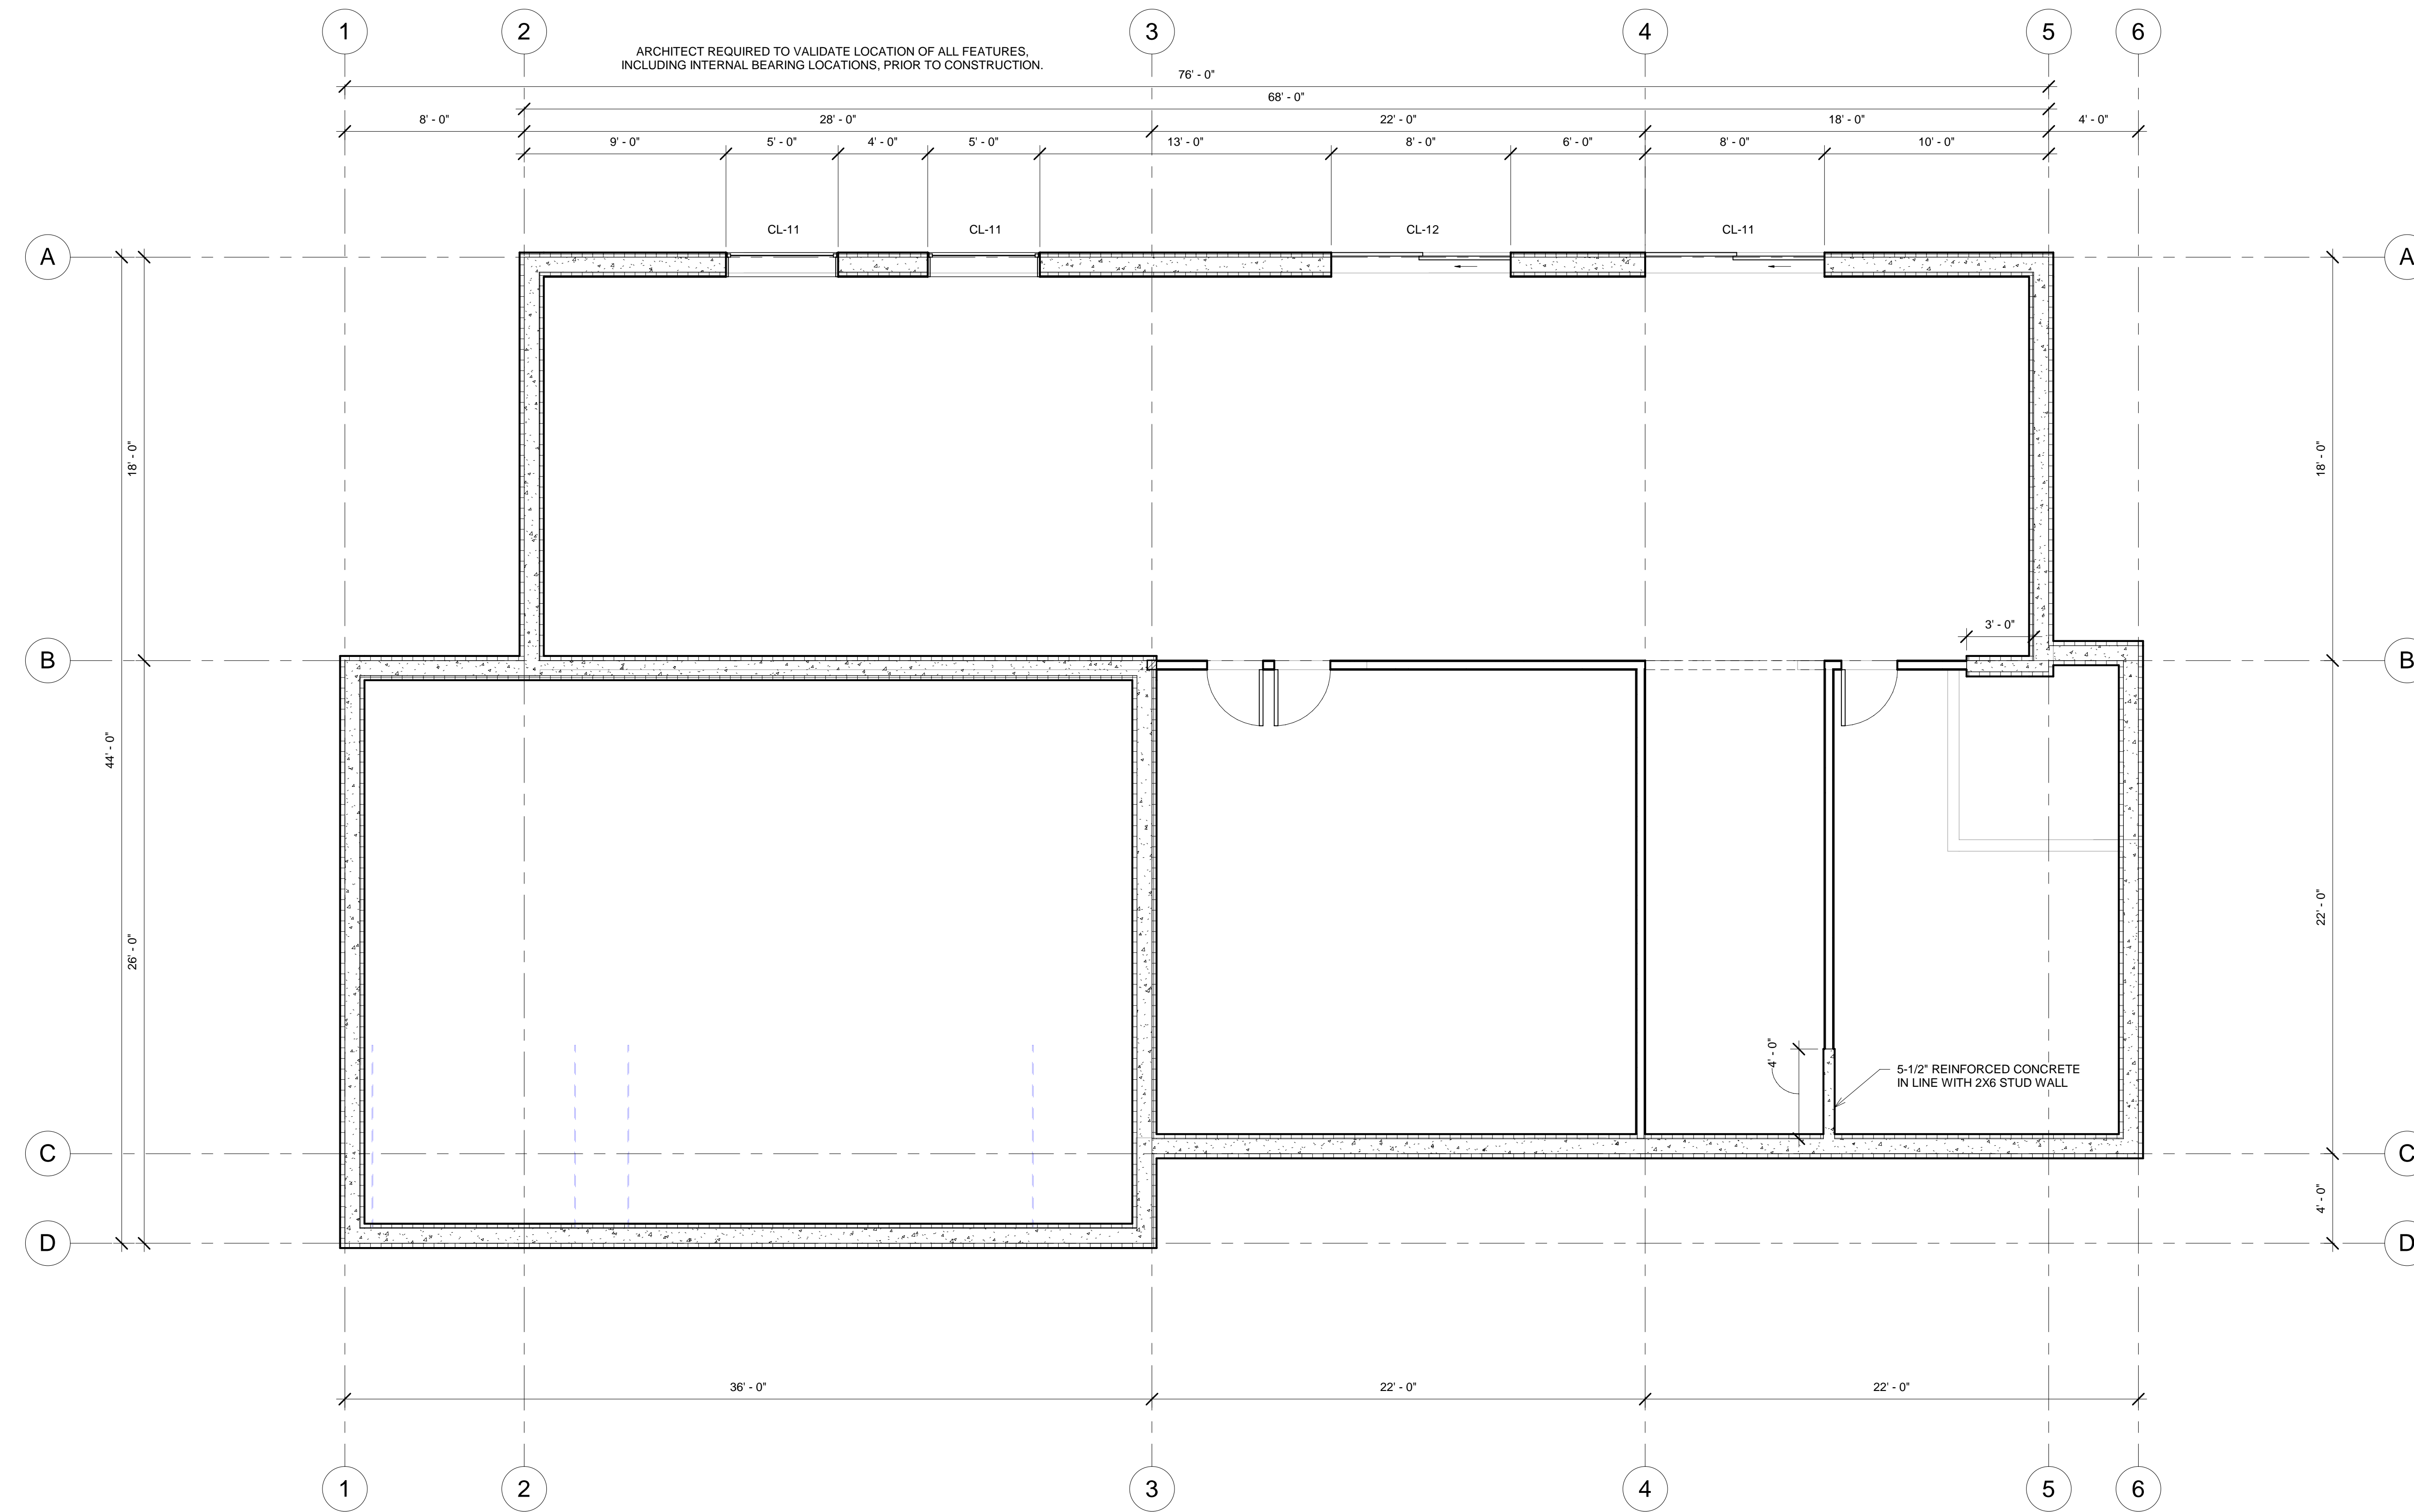 1 2 3 4 5 6
ARCHITECT REQUIRED TO VALIDATE LOCATION OF ALL FEATURES,
INCLUDING INTERNAL BEARING LOCATIONS, PRIOR TO CONSTRUCTION.
76' - 0"
68' - 0"
8' - 0" 28' - 0" 22' - 0" 18' - 0" 4' - 0"
9' - 0" 5' - 0" 4' - 0" 5' - 0" 13' - 0" 8' - 0" 6' - 0" 8' - 0" 10' - 0"
CL-11 CL-11 CL-12 CL-11
A A
18' - 0" 18' - 0"
3' - 0"
B B
44' - 0"
26' - 0" 22' - 0"
4' - 0"
5-1/2" REINFORCED CONCRETE
IN LINE WITH 2X6 STUD WALL
C C
4' - 0"
D D
36' - 0" 22' - 0" 22' - 0"
1 2 3 4 5 6